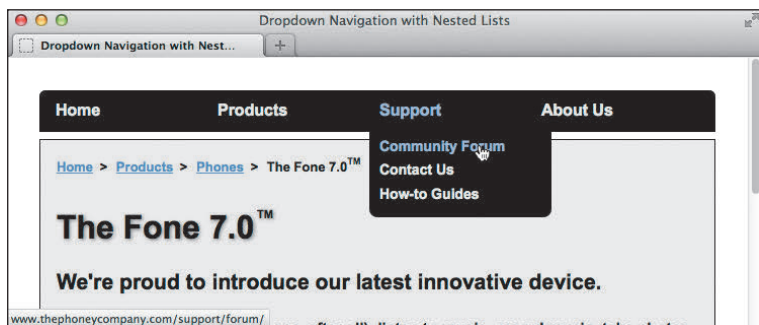 Dropdown Navigation with Nested Lists
Dropdown Navigation with Nest...
Home Products Support About Us
Community Forum
Contact Us
How-to Guides
Home > Products > Phones > The Fone 7.0™
The Fone 7.0™
We're proud to introduce our latest innovative device.
www.thephoneycompany.com/support/forum/